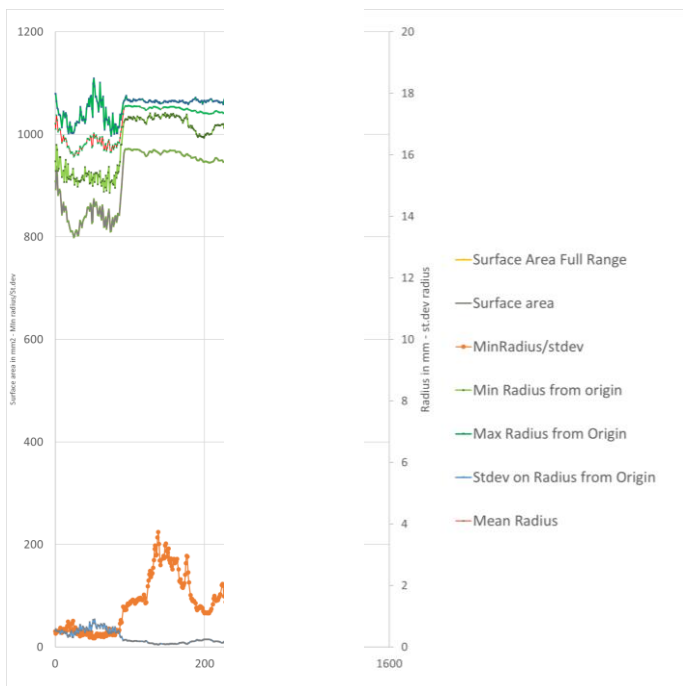 1200
1000
800
600
400
200
0
Surface area in mm2 - Min radius/St.dev
0
200
1600
20
18
16
14
12
10
8
6
4
2
0
Radius in mm - st.dev radius
Surface Area Full Range
Surface area
MinRadius/stdev
Min Radius from origin
Max Radius from Origin
Stdev on Radius from Origin
Mean Radius